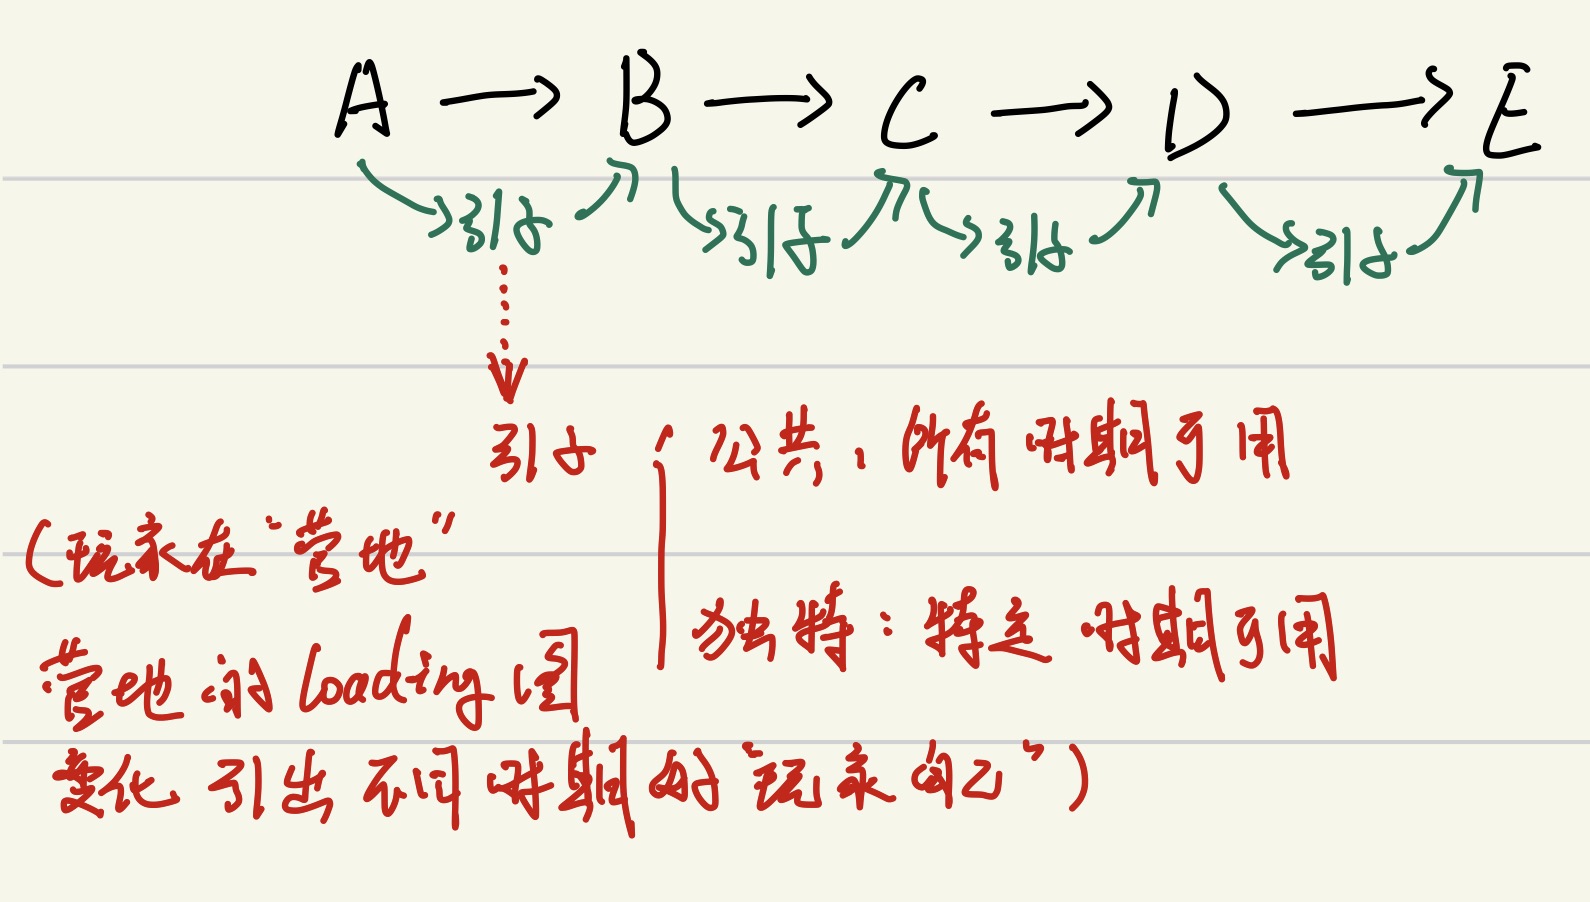 A → B → C → D → E
引子 引子 引子 引子
引子 { 公共: 所有时期可用
(玩家在“营地”
独特: 特定时期可用
营地的loading图
变化引出不同时期的“玩家自己”)